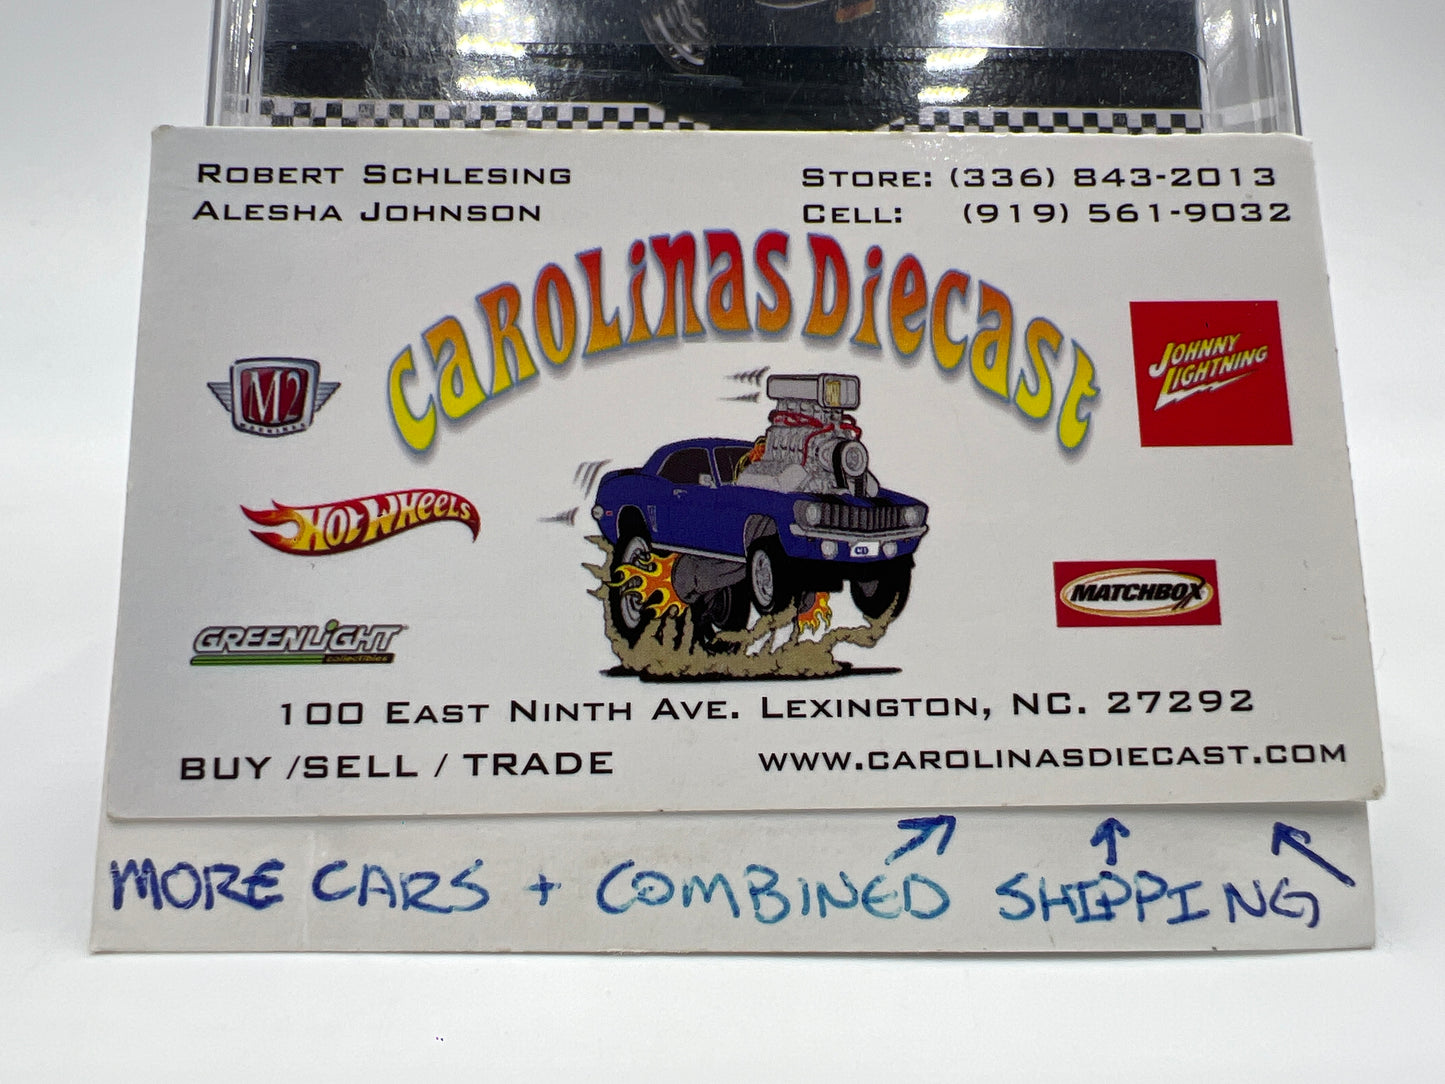 Robert Schlesing
Alesha Johnson
Store: (336) 843-2013
Cell: (919) 561-9032
Carolinas Diecast
M2
MACHINES
Johnny Lightning
Hot Wheels
CD
Matchbox
GreenLight
collectibles
100 East Ninth Ave. Lexington, NC. 27292
BUY /SELL / TRADE
www.carolinasdiecast.com
MORE CARS + COMBINED SHIPPING